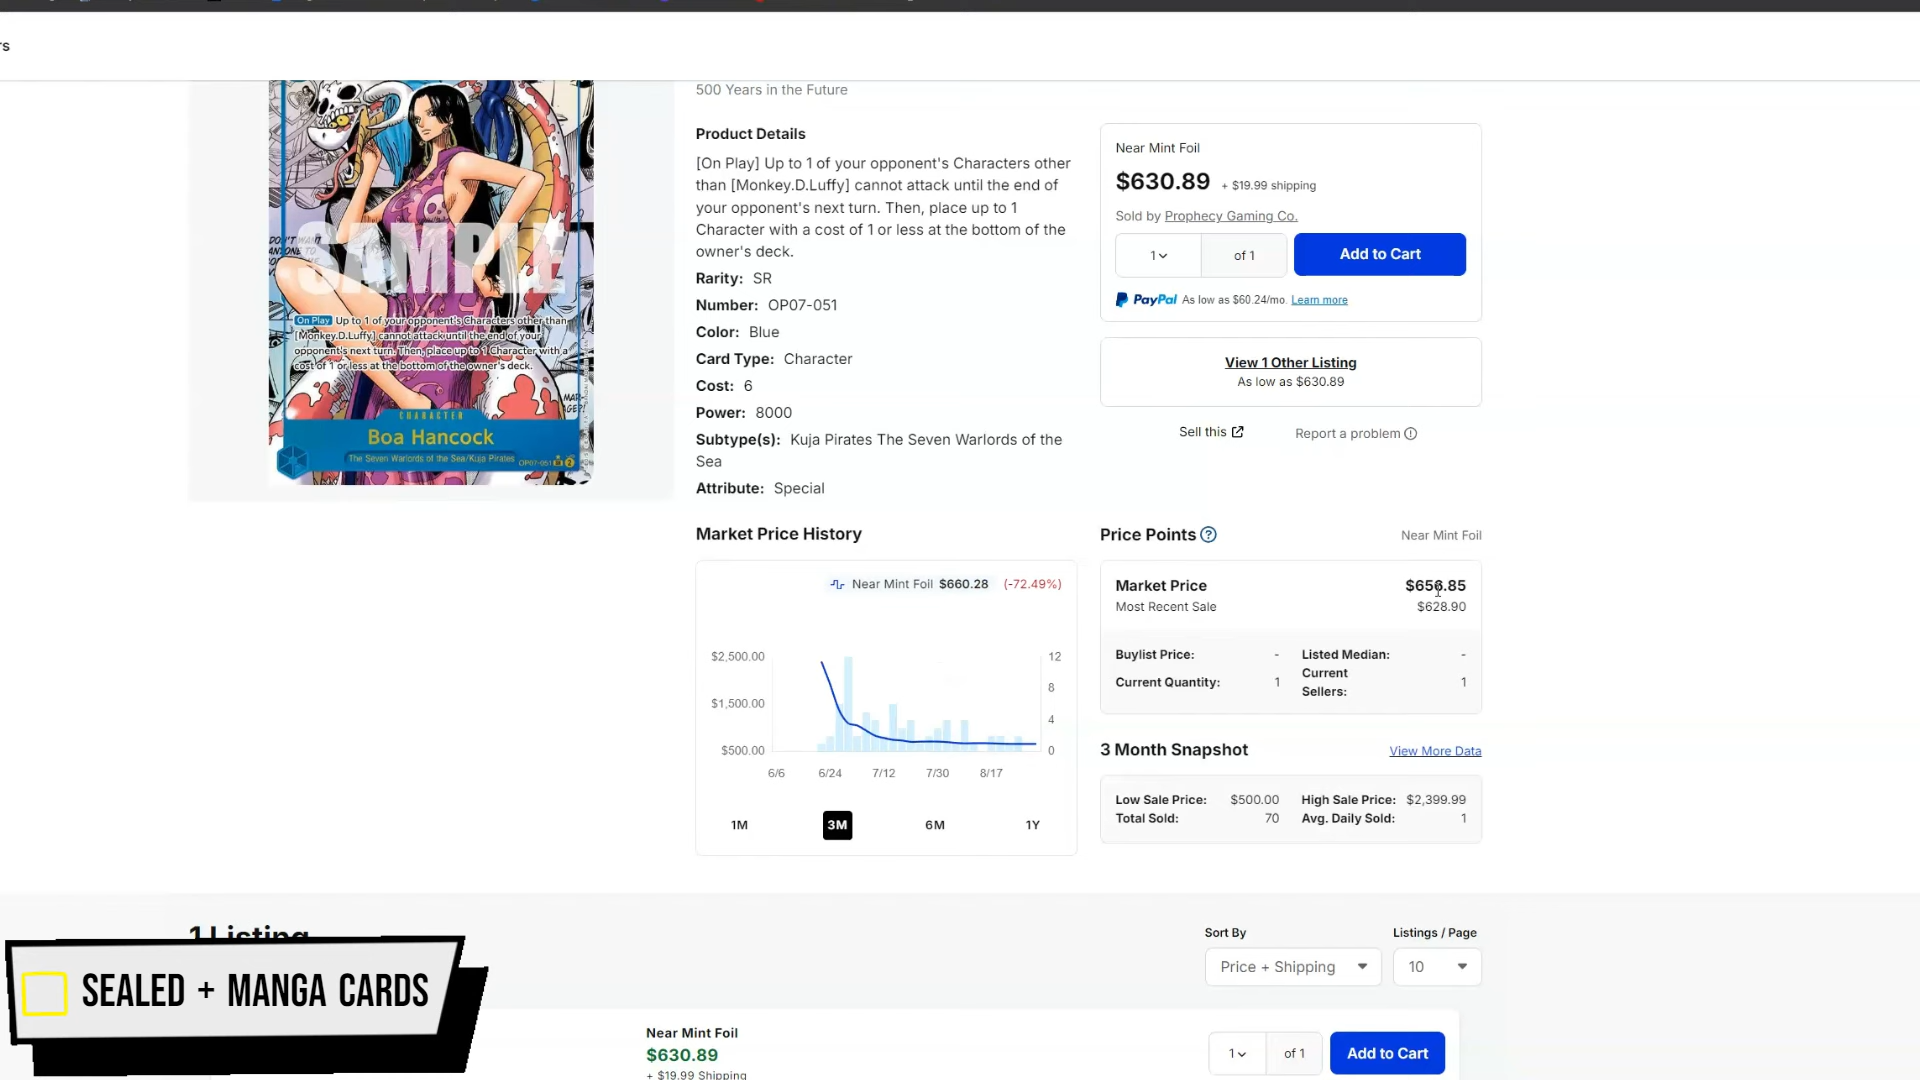 rs
500 Years in the Future
Product Details
[On Play] Up to 1 of your opponent's Characters other
than [Monkey.D.Luffy] cannot attack until the end of
your opponent's next turn. Then, place up to 1
Character with a cost of 1 or less at the bottom of the
owner's deck.
Rarity: SR
Number: OP07-051
Color: Blue
Card Type: Character
Cost: 6
Power: 8000
Subtype(s): Kuja Pirates The Seven Warlords of the
Sea
Attribute: Special
SAMPLE
On Play Up to 1 of your opponent's Characters other than
[Monkey.D.Luffy] cannot attack until the end of your
opponent's next turn. Then, place up to 1 Character with a
cost of 1 or less at the bottom of the owner's deck.
CHARACTER
Boa Hancock
The Seven Warlords of the Sea/Kuja Pirates
OP07-051
Near Mint Foil
$630.89 + $19.99 shipping
Sold by Prophecy Gaming Co.
1 of 1 Add to Cart
PayPal As low as $60.24/mo. Learn more
View 1 Other Listing
As low as $630.89
Sell this Report a problem
Market Price History
Near Mint Foil $660.28 (-72.49%)
$2,500.00 12
8
$1,500.00
4
$500.00 0
6/6 6/24 7/12 7/30 8/17
1M 3M 6M 1Y
Price Points Near Mint Foil
Market Price $656.85
Most Recent Sale $628.90
Buylist Price: - Listed Median: -
Current Quantity: 1 Current Sellers: 1
3 Month Snapshot View More Data
Low Sale Price: $500.00 High Sale Price: $2,399.99
Total Sold: 70 Avg. Daily Sold: 1
1 Listing
Sort By Listings / Page
Price + Shipping 10
SEALED + MANGA CARDS
Near Mint Foil
$630.89
+ $19.99 Shipping
1 of 1 Add to Cart